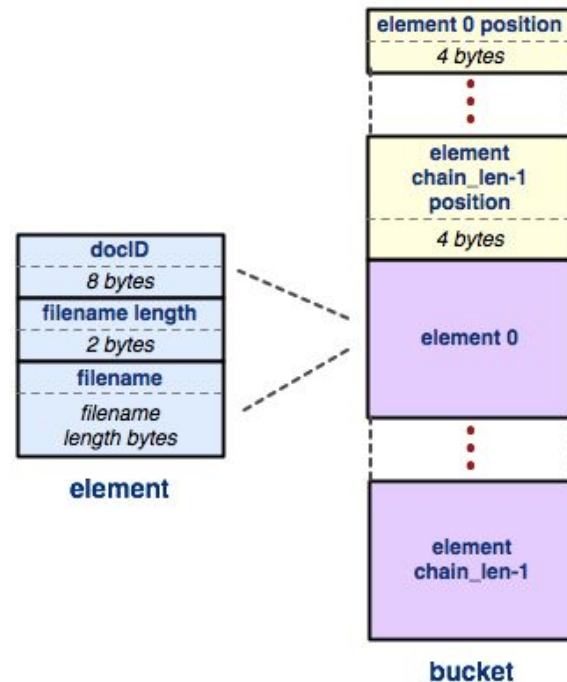 docID
8 bytes
filename length
2 bytes
filename
filename
length bytes
element
element 0 position
4 bytes
element
chain_len-1
position
4 bytes
element 0
element
chain_len-1
bucket